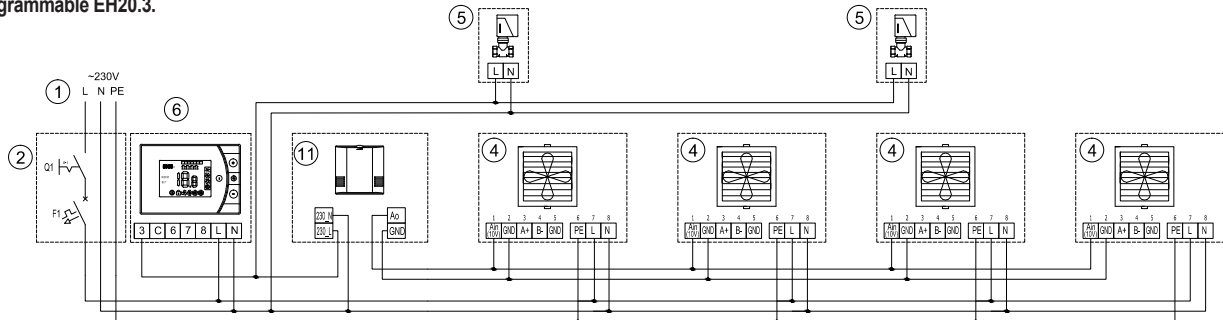 grammable EH20.3.
5
5
~230V
1 L N PE
L N
L N
6
2
11
4
4
4
4
Q1
F1
3 C 6 7 8 L N
230_N
230_L
Ao
GND
1 2 3 4 5 6 7 8
Ain (10V) GND A+ B- GND PE L N
1 2 3 4 5 6 7 8
Ain (10V) GND A+ B- GND PE L N
1 2 3 4 5 6 7 8
Ain (10V) GND A+ B- GND PE L N
1 2 3 4 5 6 7 8
Ain (10V) GND A+ B- GND PE L N